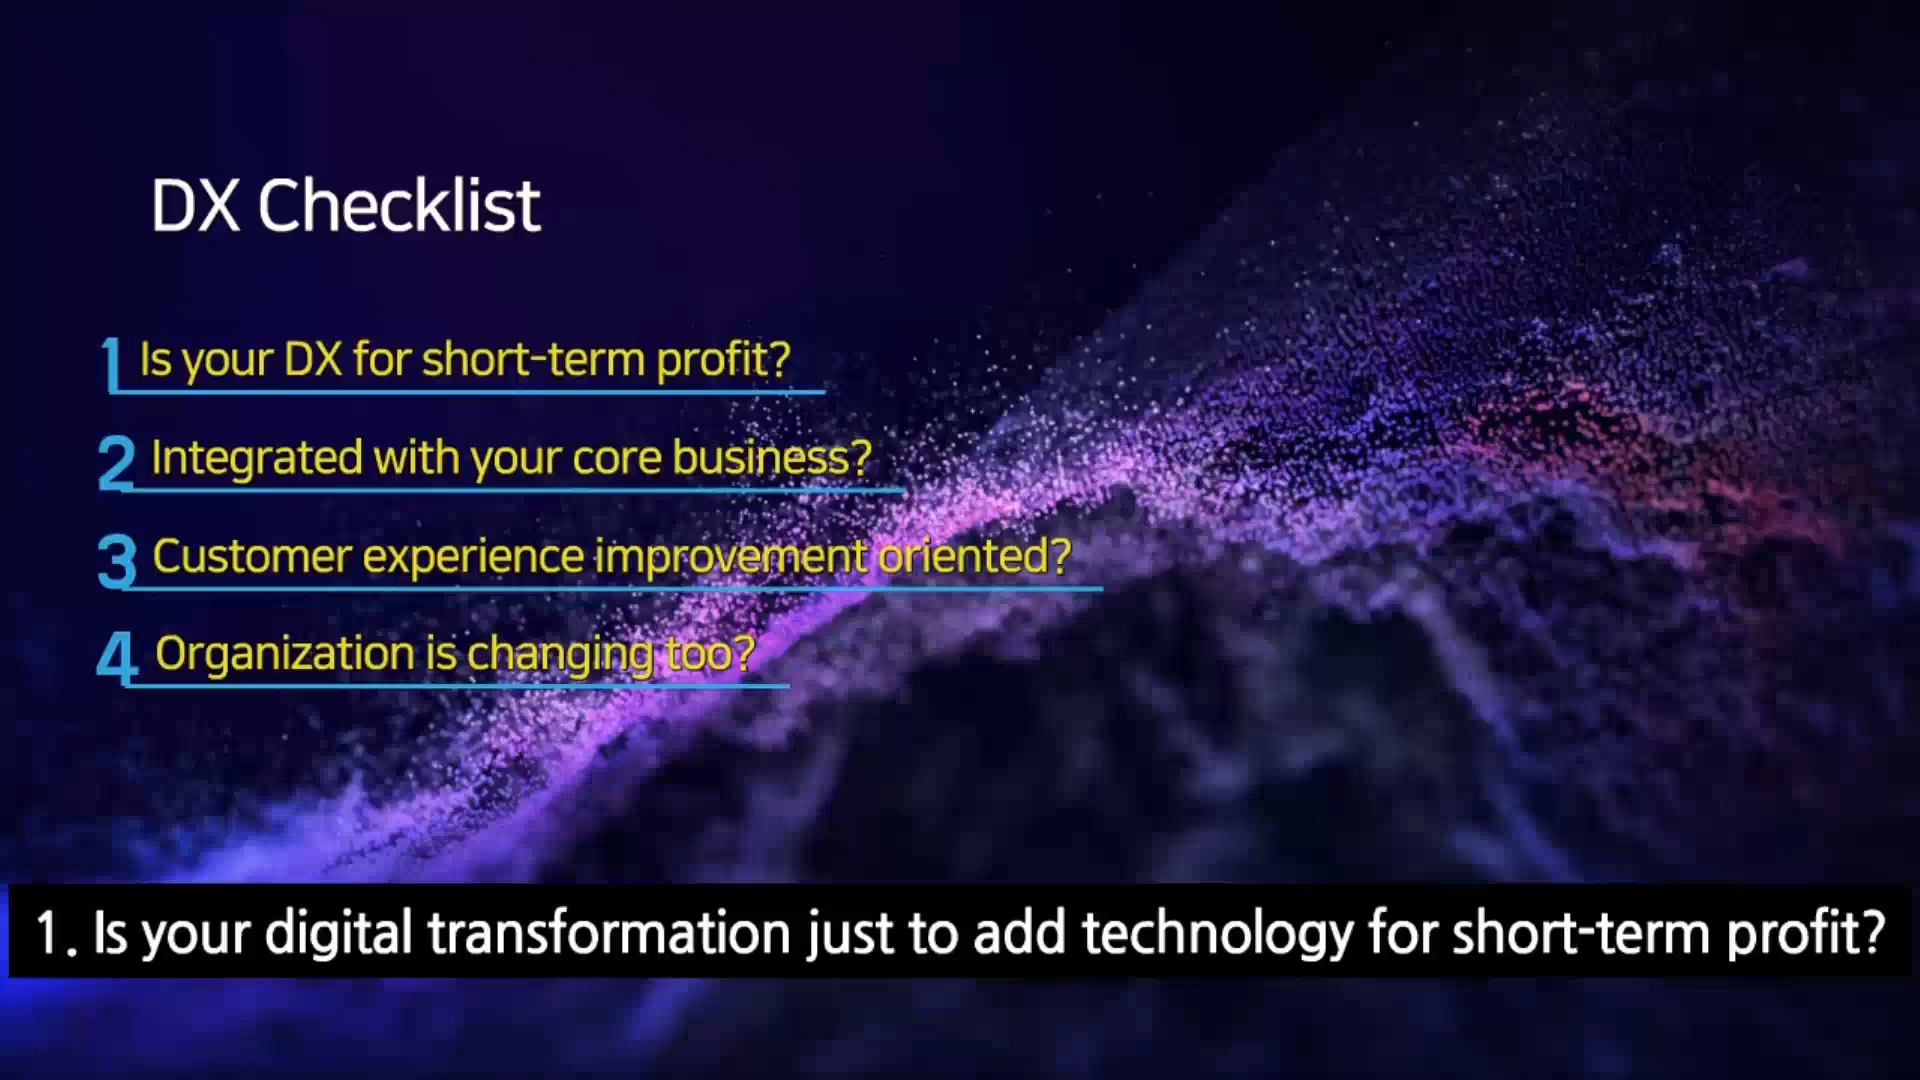 DX Checklist
1 Is your DX for short-term profit?
2 Integrated with your core business?
3 Customer experience improvement oriented?
4 Organization is changing too?
1. Is your digital transformation just to add technology for short-term profit?